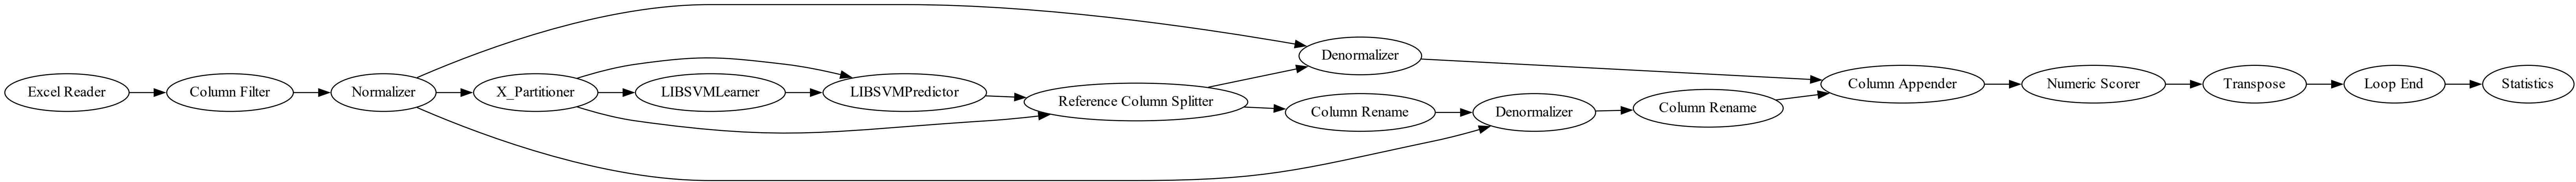 Excel Reader
Column Filter
Normalizer
X_Partitioner
LIBSVMLearner
LIBSVMPredictor
Reference Column Splitter
Denormalizer
Column Rename
Denormalizer
Column Rename
Column Appender
Numeric Scorer
Transpose
Loop End
Statistics